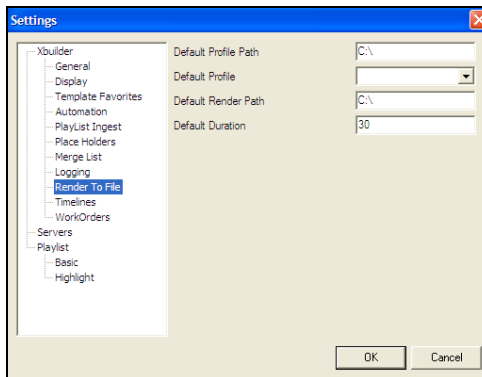 Settings
Xbuilder
General
Display
Template Favorites
Automation
PlayList Ingest
Place Holders
Merge List
Logging
Render To File
Timelines
WorkOrders
Servers
Playlist
Basic
Highlight
Default Profile Path
C:\
Default Profile
Default Render Path
C:\
Default Duration
30
OK
Cancel